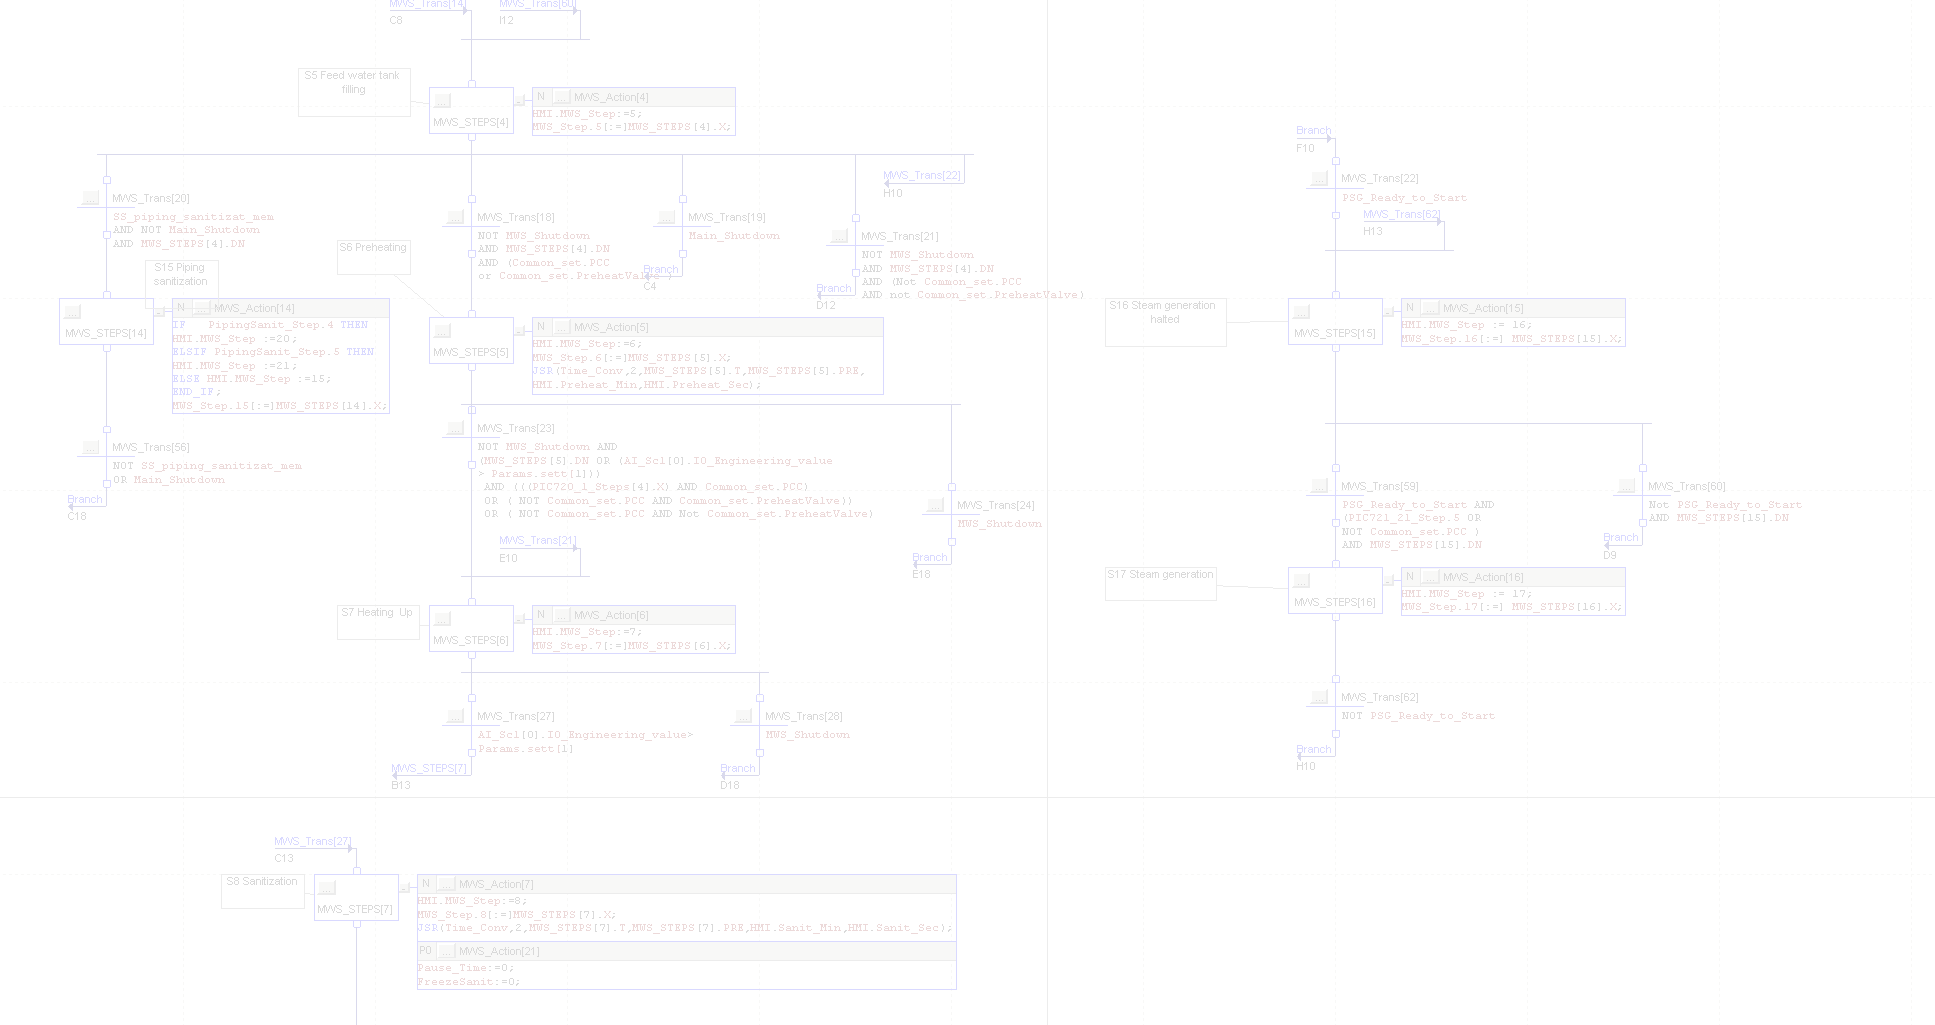 MWS_Trans[14]
C8
MWS_Trans[60]
I12
S5 Feed water tank
filling
MWS_STEPS[4]
N ... MWS_Action[4]
HMI.MWS_Step:=5;
MWS_Step.5[:=]MWS_STEPS[4].X;
MWS_Trans[22]
H10
MWS_Trans[20]
SS_piping_sanitizat_mem
AND NOT Main_Shutdown
AND MWS_STEPS[4].DN
MWS_Trans[18]
NOT MWS_Shutdown
AND MWS_STEPS[4].DN
AND (Common_set.PCC
or Common_set.PreheatValve )
MWS_Trans[19]
Main_Shutdown
Branch
C4
MWS_Trans[21]
NOT MWS_Shutdown
AND MWS_STEPS[4].DN
AND (Not Common_set.PCC
AND not Common_set.PreheatValve)
Branch
D12
S6 Preheating
S15 Piping
sanitization
MWS_STEPS[14]
N ... MWS_Action[14]
IF PipingSanit_Step.4 THEN
HMI.MWS_Step :=20;
ELSIF PipingSanit_Step.5 THEN
HMI.MWS_Step :=21;
ELSE HMI.MWS_Step :=15;
END_IF;
MWS_Step.15[:=]MWS_STEPS[14].X;
MWS_STEPS[5]
N ... MWS_Action[5]
HMI.MWS_Step:=6;
MWS_Step.6[:=]MWS_STEPS[5].X;
JSR(Time_Conv,2,MWS_STEPS[5].T,MWS_STEPS[5].PRE,
HMI.Preheat_Min,HMI.Preheat_Sec);
MWS_Trans[56]
NOT SS_piping_sanitizat_mem
OR Main_Shutdown
Branch
C18
MWS_Trans[23]
NOT MWS_Shutdown AND
(MWS_STEPS[5].DN OR (AI_Scl[0].I0_Engineering_value
> Params.sett[1]))
AND (((PIC720_1_Steps[4].X) AND Common_set.PCC)
OR ( NOT Common_set.PCC AND Common_set.PreheatValve))
OR ( NOT Common_set.PCC AND Not Common_set.PreheatValve)
MWS_Trans[24]
MWS_Shutdown
Branch
E18
MWS_Trans[21]
E10
S7 Heating Up
MWS_STEPS[6]
N ... MWS_Action[6]
HMI.MWS_Step:=7;
MWS_Step.7[:=]MWS_STEPS[6].X;
MWS_Trans[27]
AI_Scl[0].I0_Engineering_value>
Params.sett[1]
MWS_STEPS[7]
B13
MWS_Trans[28]
MWS_Shutdown
Branch
D18
Branch
F10
MWS_Trans[22]
PSG_Ready_to_Start
MWS_Trans[62]
H13
S16 Steam generation
halted
MWS_STEPS[15]
N ... MWS_Action[15]
HMI.MWS_Step := 16;
MWS_Step.16[:=] MWS_STEPS[15].X;
MWS_Trans[59]
PSG_Ready_to_Start AND
(PIC721_21_Step.5 OR
NOT Common_set.PCC )
AND MWS_STEPS[15].DN
MWS_Trans[60]
Not PSG_Ready_to_Start
AND MWS_STEPS[15].DN
Branch
D9
S17 Steam generation
MWS_STEPS[16]
N ... MWS_Action[16]
HMI.MWS_Step := 17;
MWS_Step.17[:=] MWS_STEPS[16].X;
MWS_Trans[62]
NOT PSG_Ready_to_Start
Branch
H10
MWS_Trans[27]
C13
S8 Sanitization
MWS_STEPS[7]
N ... MWS_Action[7]
HMI.MWS_Step:=8;
MWS_Step.8[:=]MWS_STEPS[7].X;
JSR(Time_Conv,2,MWS_STEPS[7].T,MWS_STEPS[7].PRE,HMI.Sanit_Min,HMI.Sanit_Sec);
P0 ... MWS_Action[21]
Pause_Time:=0;
FreezeSanit:=0;